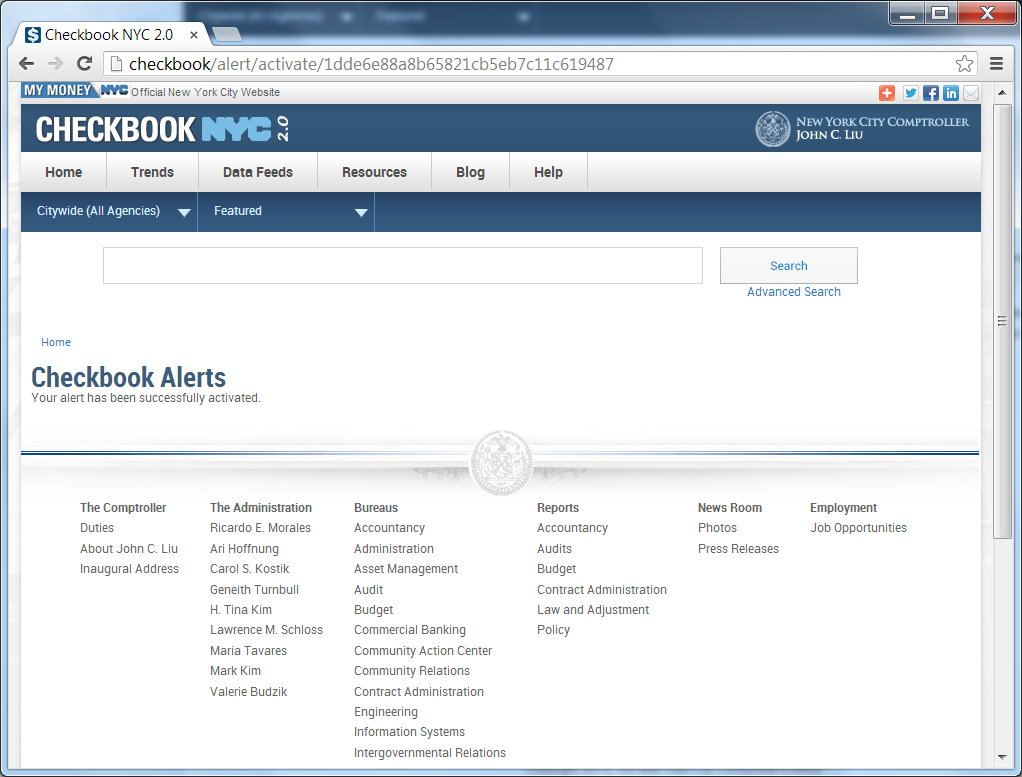 Checkbook NYC 2.0
checkbook/alert/activate/1dde6e88a8b65821cb5eb7c11c619487
MY MONEY NYC Official New York City Website
CHECKBOOK NYC 2.0
NEW YORK CITY COMPTROLLER
JOHN C. LIU
Home Trends Data Feeds Resources Blog Help
Citywide (All Agencies) Featured
Search
Advanced Search
Home
Checkbook Alerts
Your alert has been successfully activated.
The Comptroller
Duties
About John C. Liu
Inaugural Address
The Administration
Ricardo E. Morales
Ari Hoffnung
Carol S. Kostik
Geneith Turnbull
H. Tina Kim
Lawrence M. Schloss
Maria Tavares
Mark Kim
Valerie Budzik
Bureaus
Accountancy
Administration
Asset Management
Audit
Budget
Commercial Banking
Community Action Center
Community Relations
Contract Administration
Engineering
Information Systems
Intergovernmental Relations
Reports
Accountancy
Audits
Budget
Contract Administration
Law and Adjustment
Policy
News Room
Photos
Press Releases
Employment
Job Opportunities